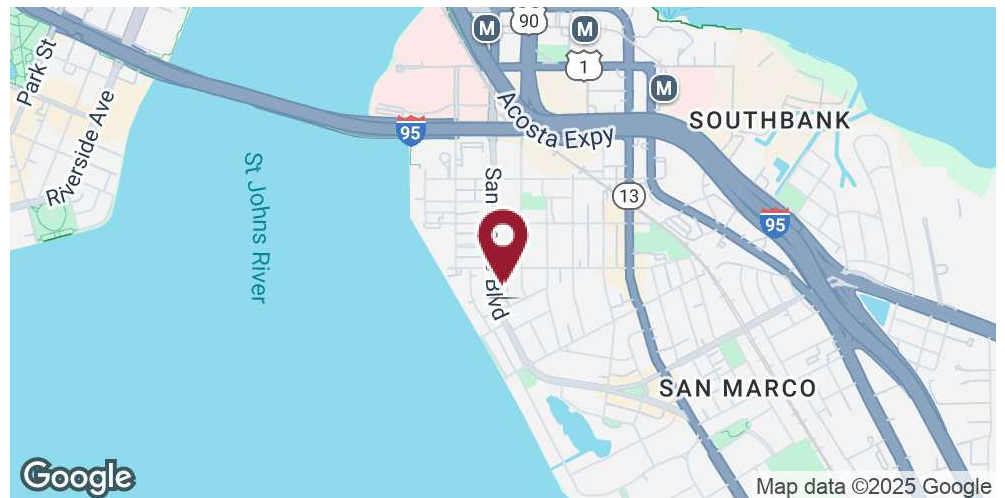 90
M
M
1
M
Park St
Riverside Ave
95
Acosta Expy
SOUTHBANK
St Johns River
San
Blvd
13
95
SAN MARCO
Google
Map data ©2025 Google